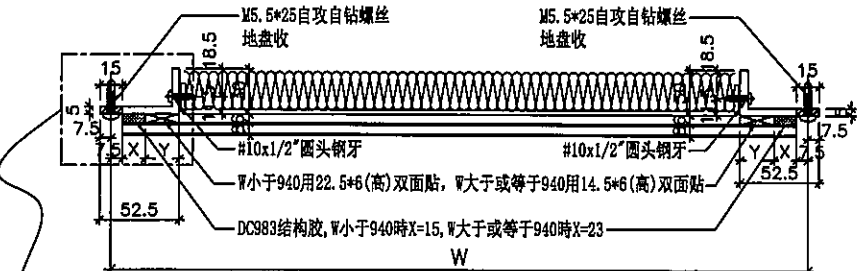 M5.5*25自攻自钻螺丝
地盘收
M5.5*25自攻自钻螺丝
地盘收
15
18.5
18.5
15
5
7.5
7.5
7.5
7.5
X
Y
Y
X
#10x1/2"圆头钢牙
#10x1/2"圆头钢牙
W小于940用22.5*6(高)双面贴, W大于或等于940用14.5*6(高)双面贴
52.5
52.5
DC983结构胶,W小于940時X=15,W大于或等于940時X=23
W